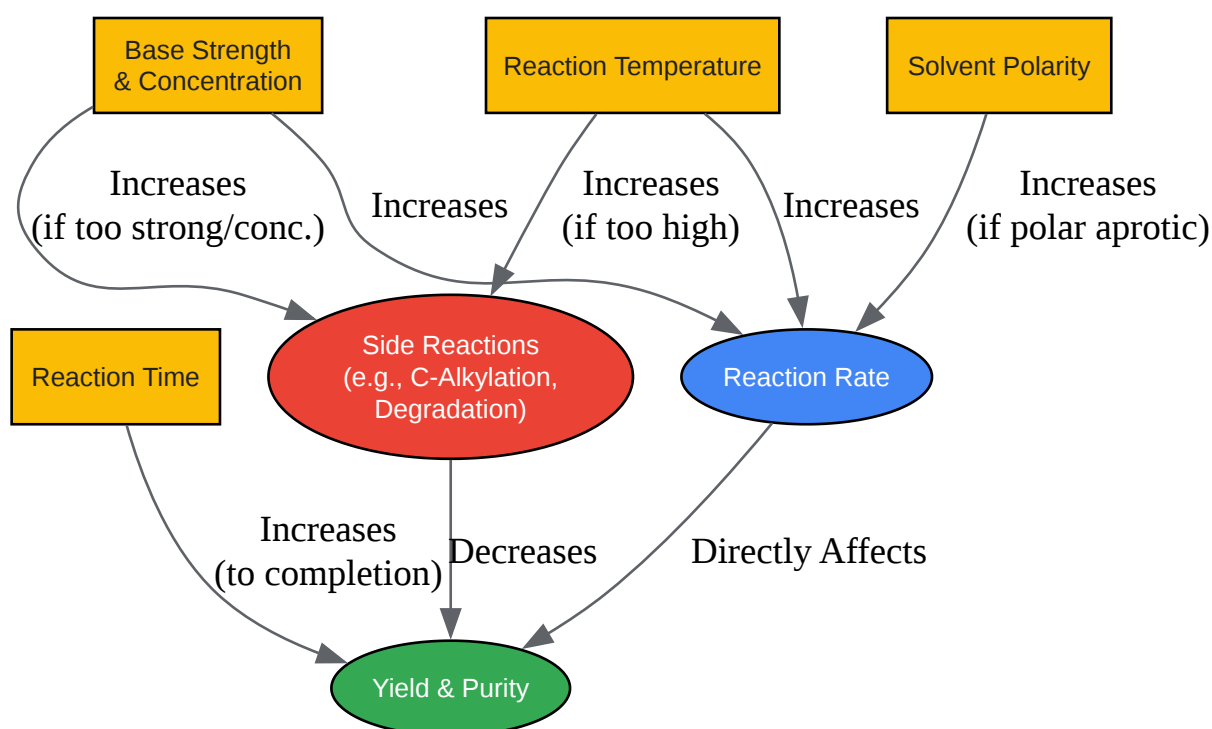 Base Strength
& Concentration
Reaction Temperature
Solvent Polarity
Increases
(if too strong/conc.)
Increases
Increases
(if too high)
Increases
Increases
(if polar aprotic)
Reaction Time
Side Reactions
(e.g., C-Alkylation,
Degradation)
Reaction Rate
Increases
(to completion)
Decreases
Directly Affects
Yield & Purity